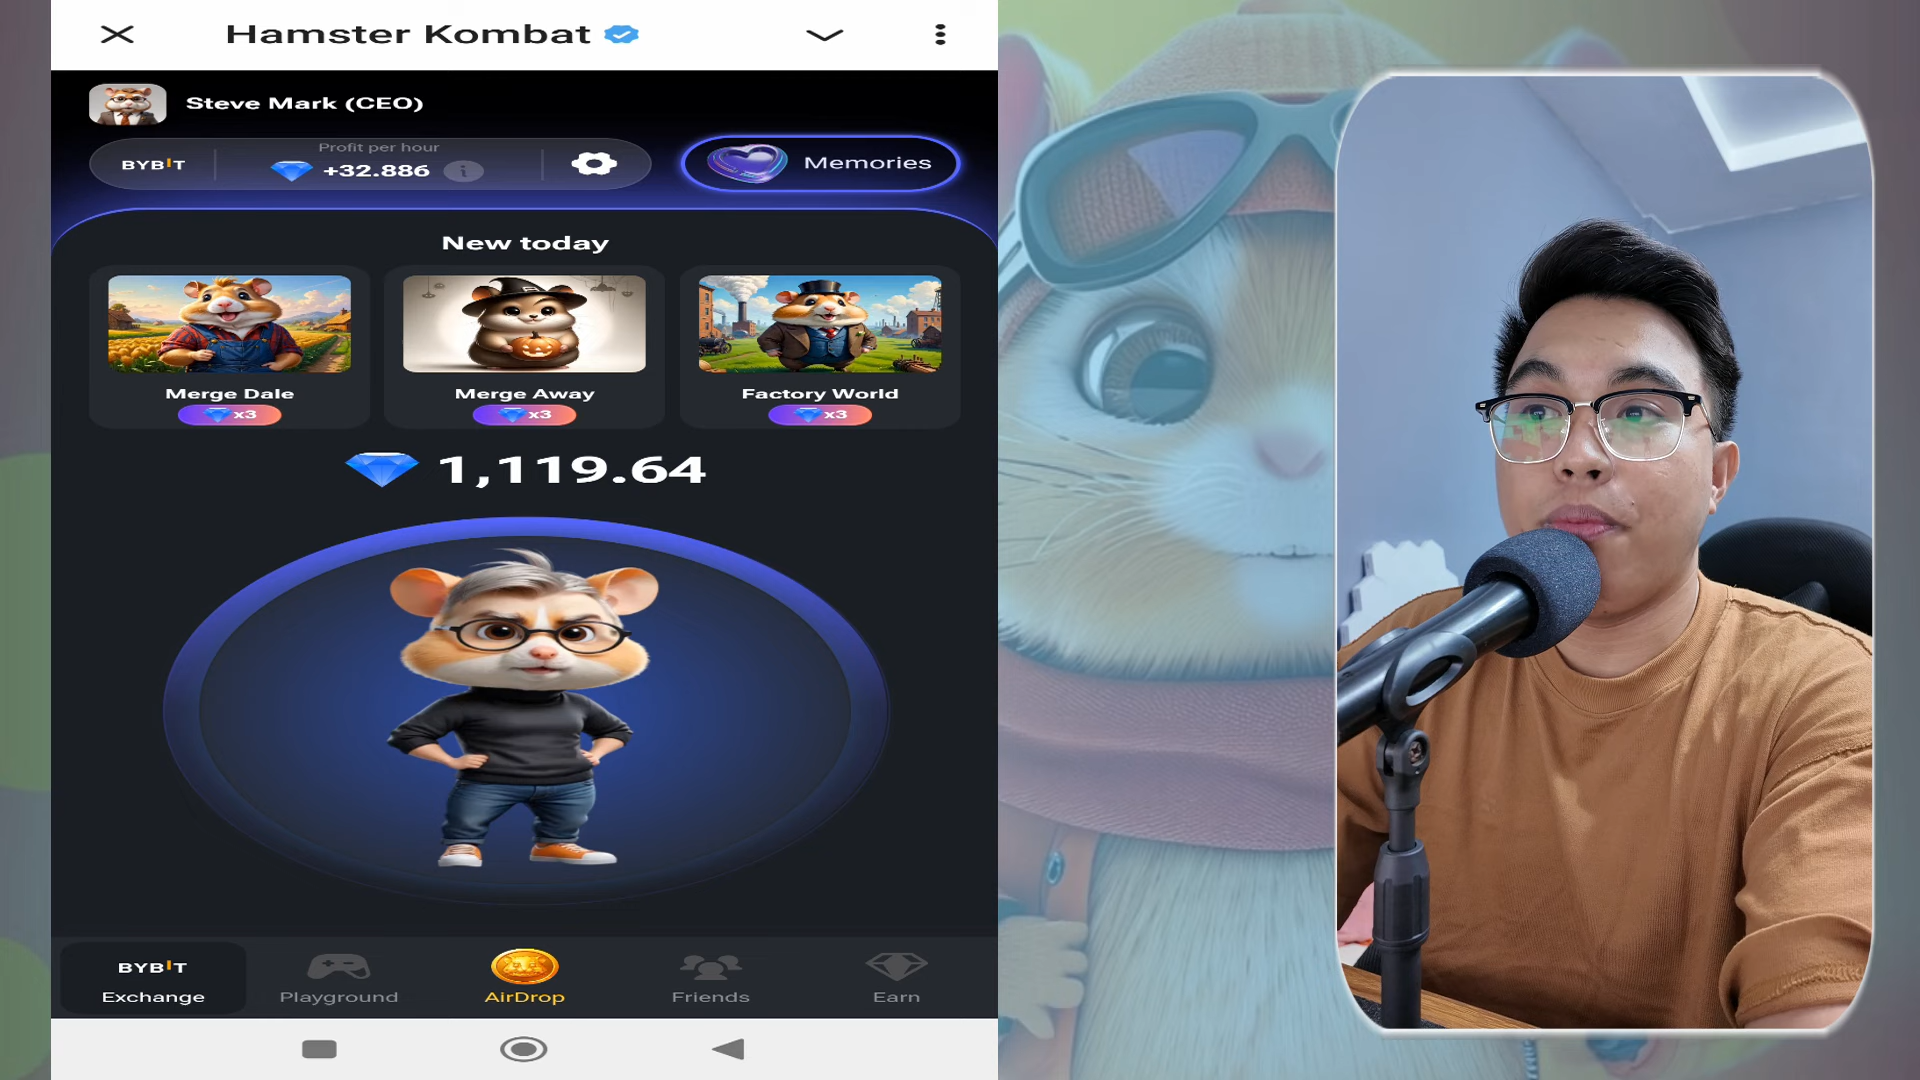 Hamster Kombat
Steve Mark (CEO)
BYBIT
Profit per hour
+32.886
i
Memories
New today
Merge Dale
x3
Merge Away
x3
Factory World
x3
1,119.64
BYBIT
Exchange
Playground
AirDrop
Friends
Earn